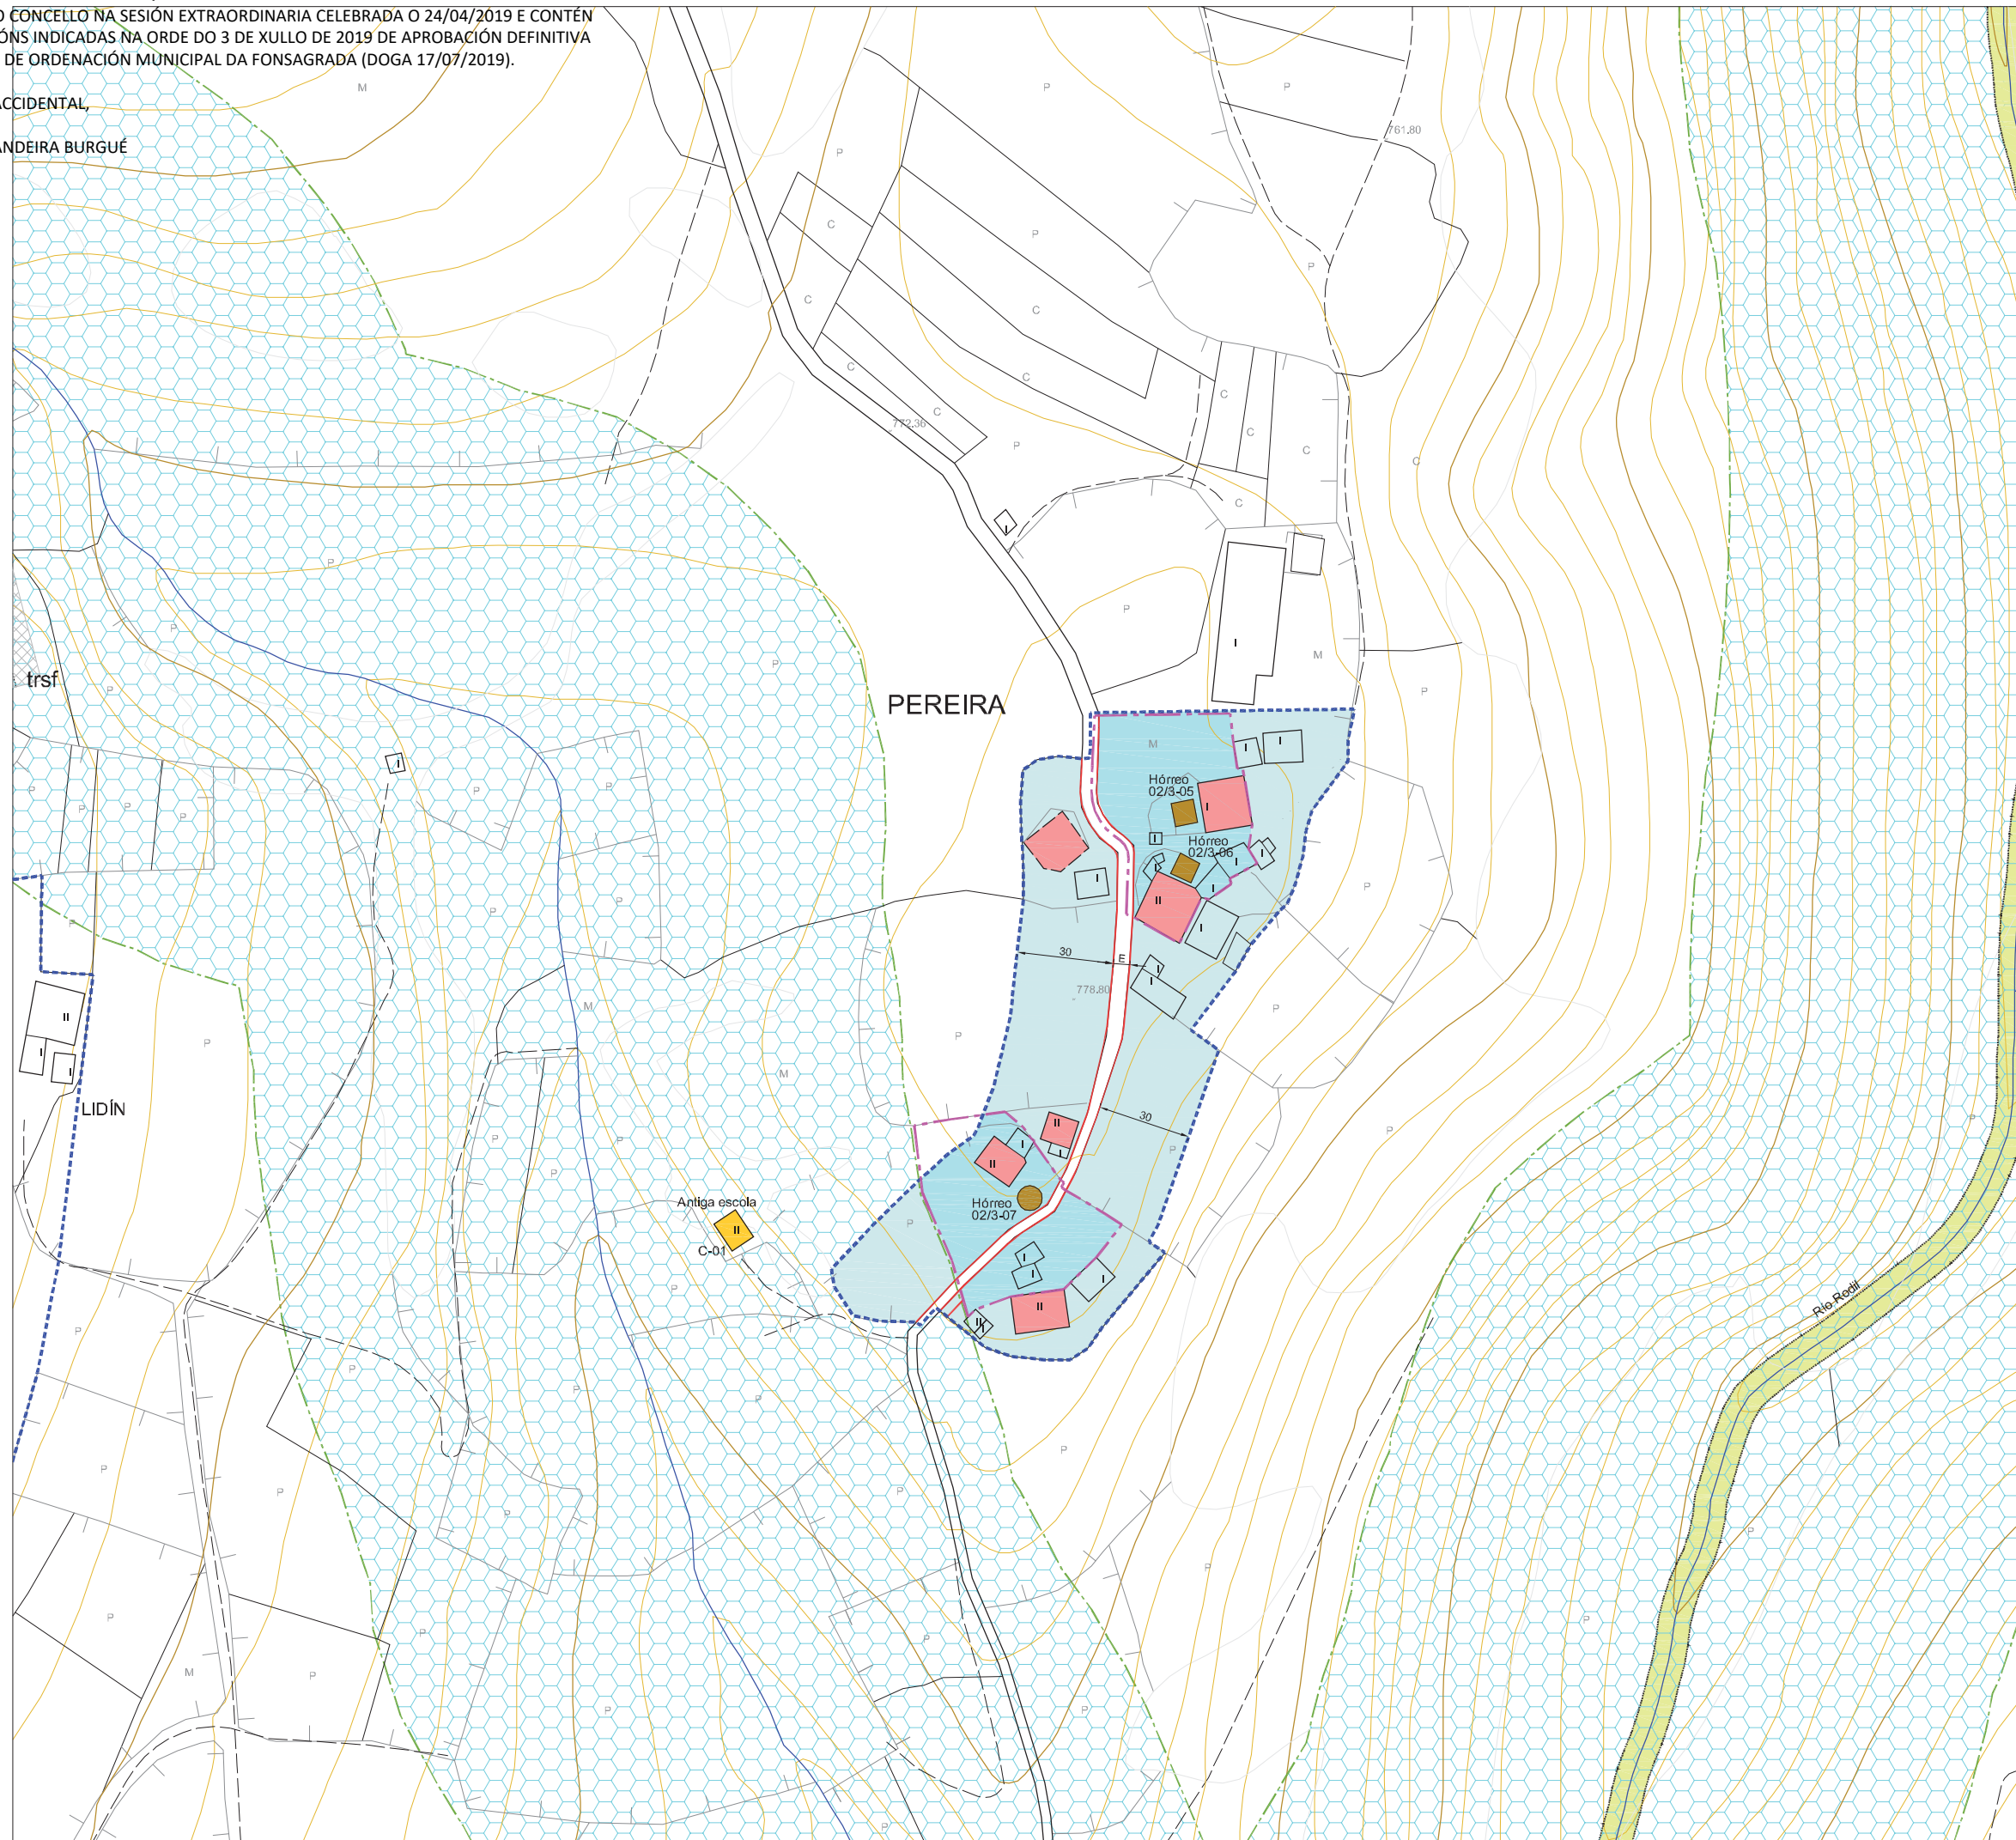 O CONCELLO NA SESIÓN EXTRAORDINARIA CELEBRADA O 24/04/2019 E CONTÉN
ÓNS INDICADAS NA ORDE DO 3 DE XULLO DE 2019 DE APROBACIÓN DEFINITIVA
DE ORDENACIÓN MUNICIPAL DA FONSAGRADA (DOGA 17/07/2019).
ACCIDENTAL,
ANDEIRA BURGUÉ
761.80
772.36
trsf
PEREIRA
Hórreo
02/3-05
Hórreo
02/3-06
30
E
778.80
LIDÍN
30
Antiga escola
C-01
Hórreo
02/3-07
Río Rodil